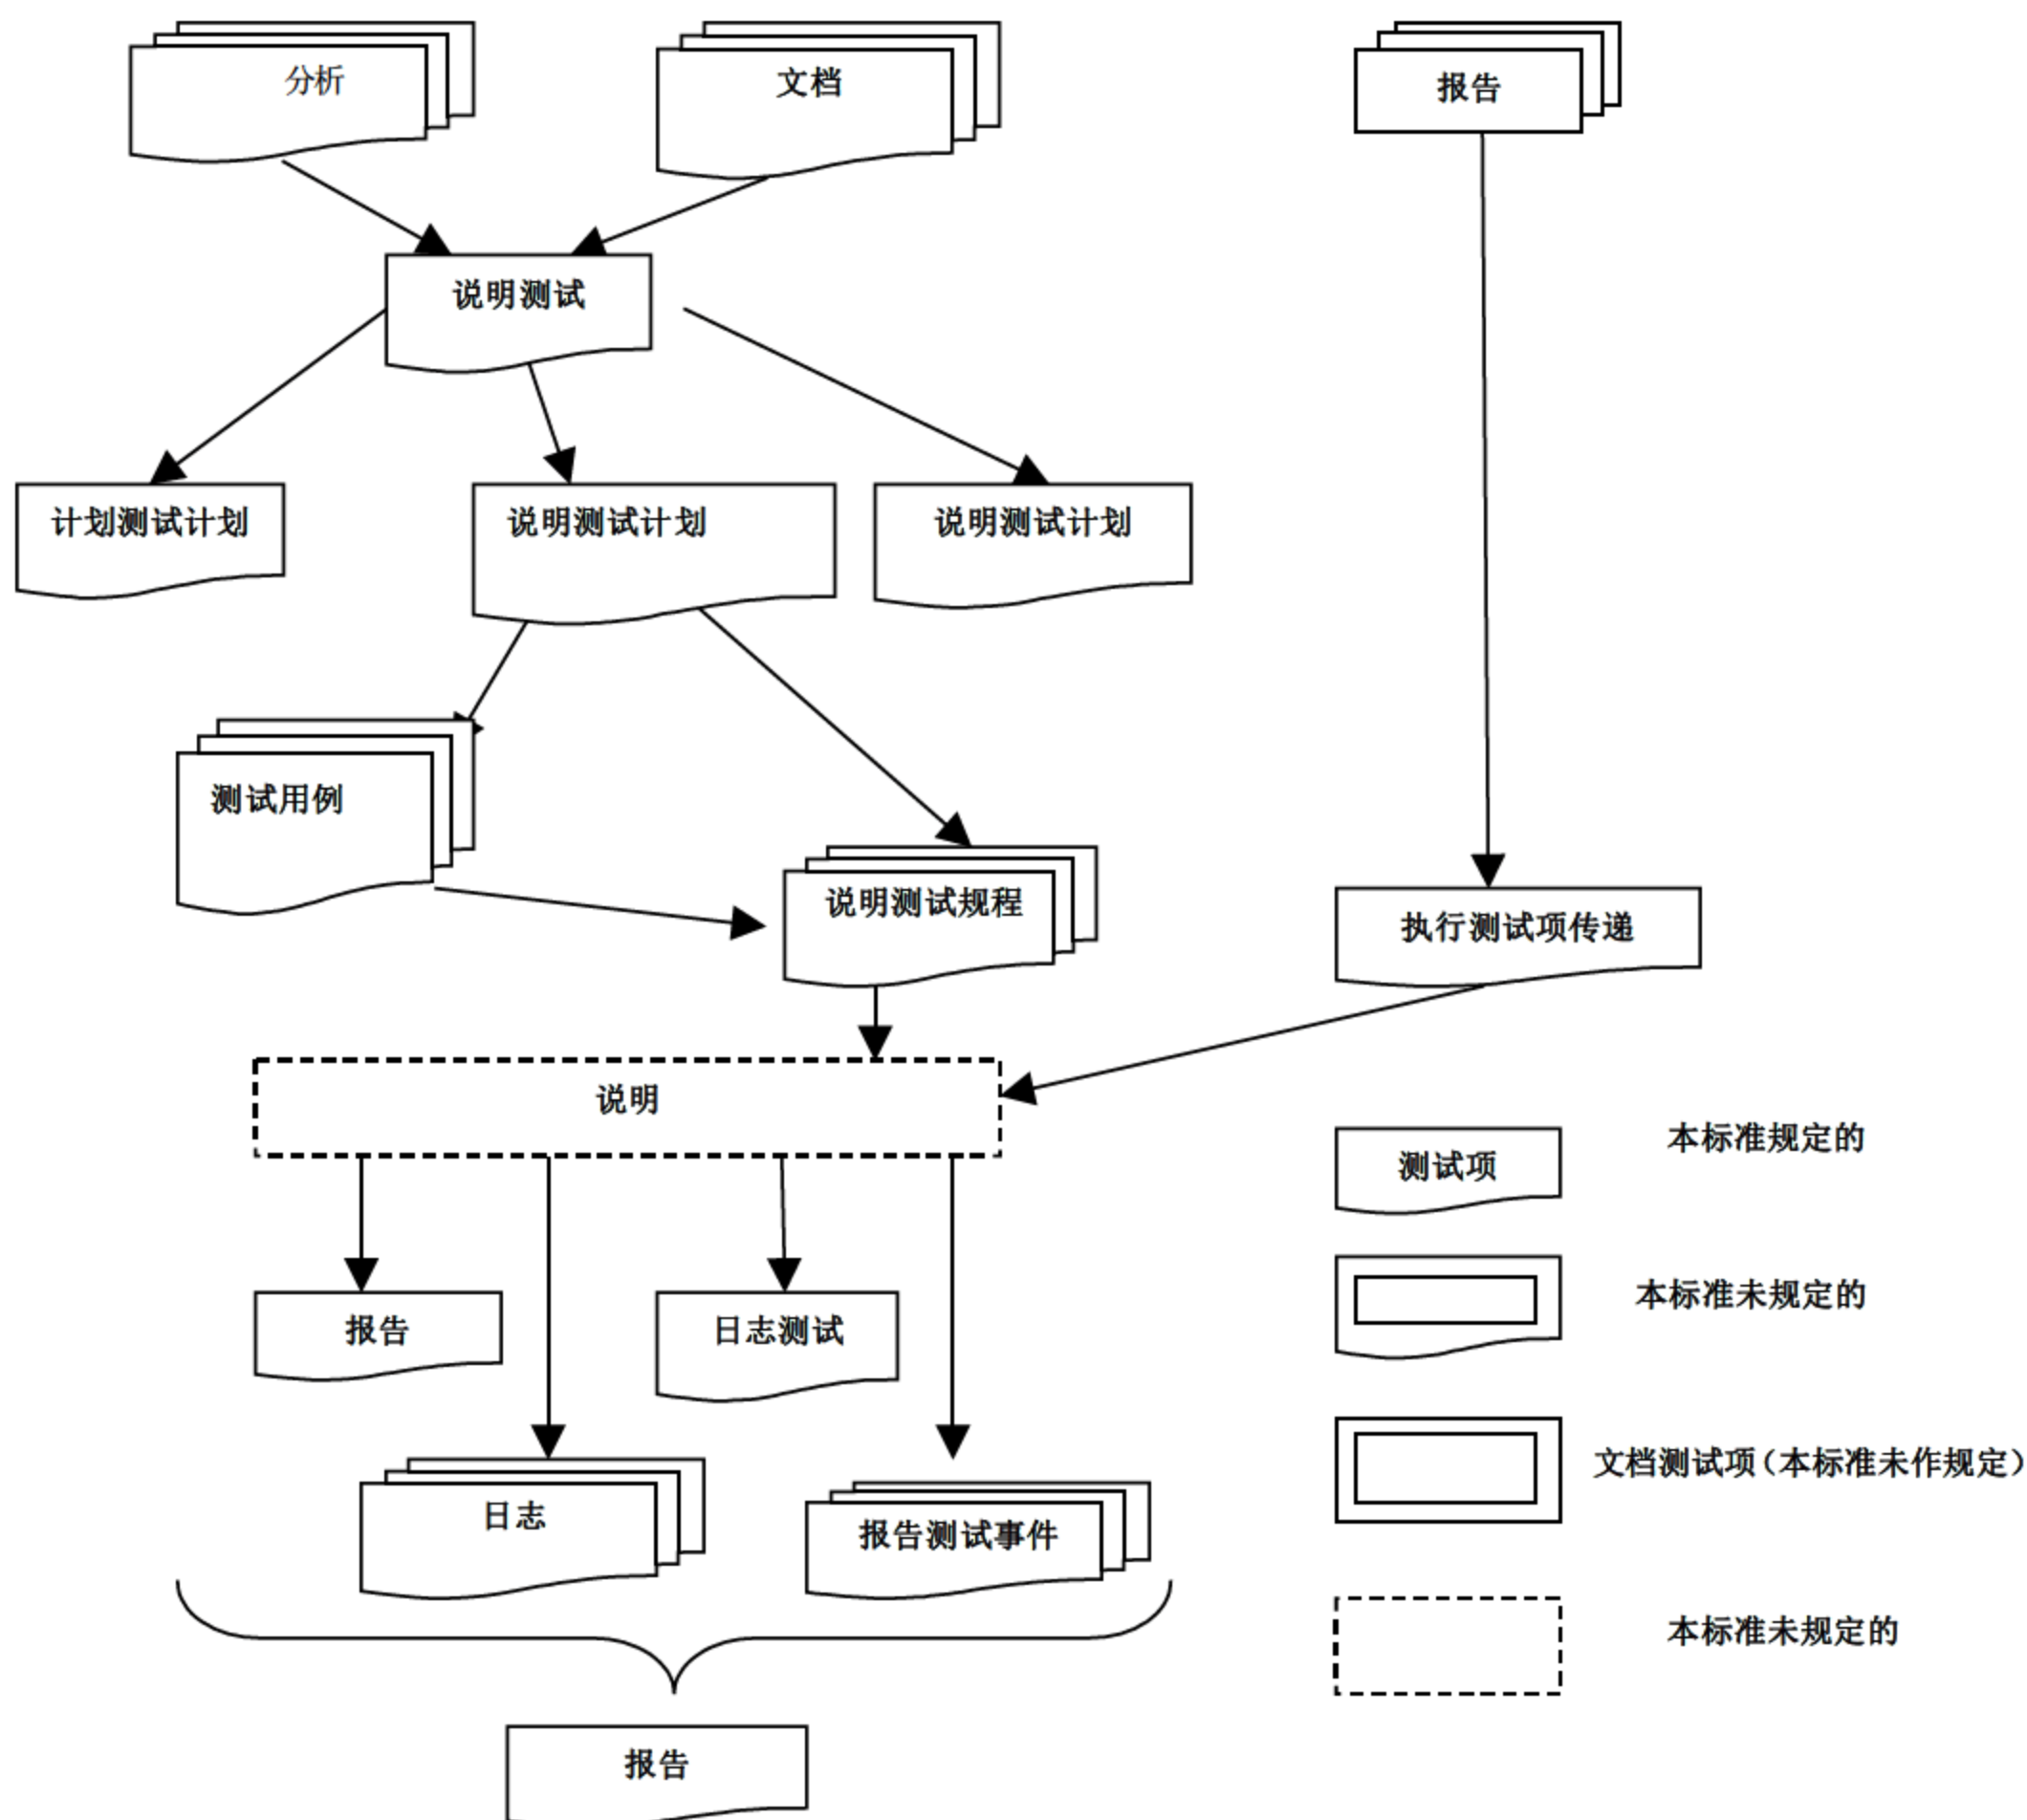 分析
文档
报告
说明测试
计划测试计划
说明测试计划
说明测试计划
测试用例
说明测试规程
执行测试项传递
说明
测试项
本标准规定的
本标准未规定的
报告
日志测试
文档测试项(本标准未作规定)
日志
报告测试事件
本标准未规定的
报告